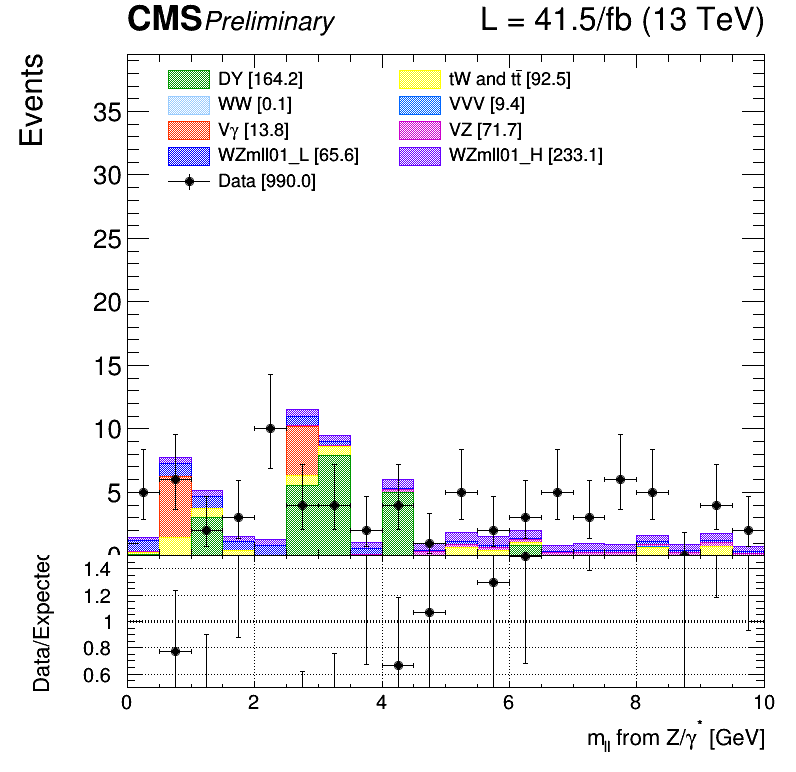 CMS Preliminary L = 41.5/fb (13 TeV)
Events
DY [164.2] tW and tt̄ [92.5]
WW [0.1] VVV [9.4]
Vγ [13.8] VZ [71.7]
WZmll01_L [65.6] WZmll01_H [233.1]
Data [990.0]
35
30
25
20
15
10
5
0
Data/Expected
1.4
1.2
1
0.8
0.6
0 2 4 6 8 10
m_ll from Z/γ* [GeV]